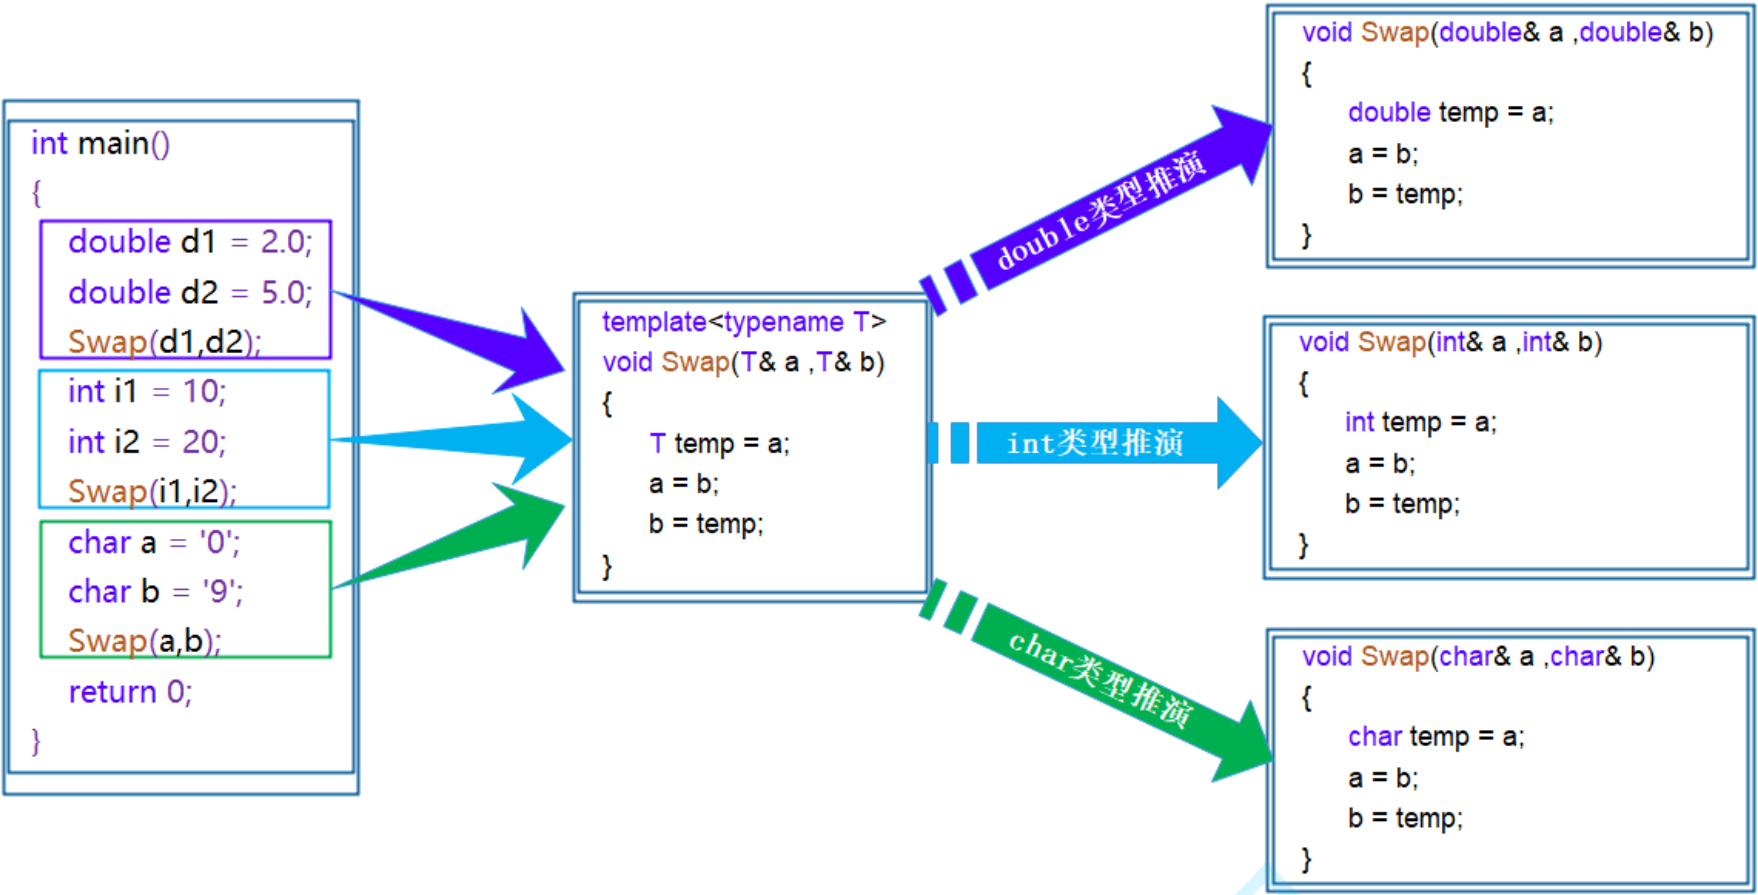 int main()
{
double d1 = 2.0;
double d2 = 5.0;
Swap(d1,d2);
int i1 = 10;
int i2 = 20;
Swap(i1,i2);
char a = '0';
char b = '9';
Swap(a,b);
return 0;
}
template<typename T>
void Swap(T& a ,T& b)
{
T temp = a;
a = b;
b = temp;
}
double类型推演
int类型推演
char类型推演
void Swap(double& a ,double& b)
{
double temp = a;
a = b;
b = temp;
}
void Swap(int& a ,int& b)
{
int temp = a;
a = b;
b = temp;
}
void Swap(char& a ,char& b)
{
char temp = a;
a = b;
b = temp;
}